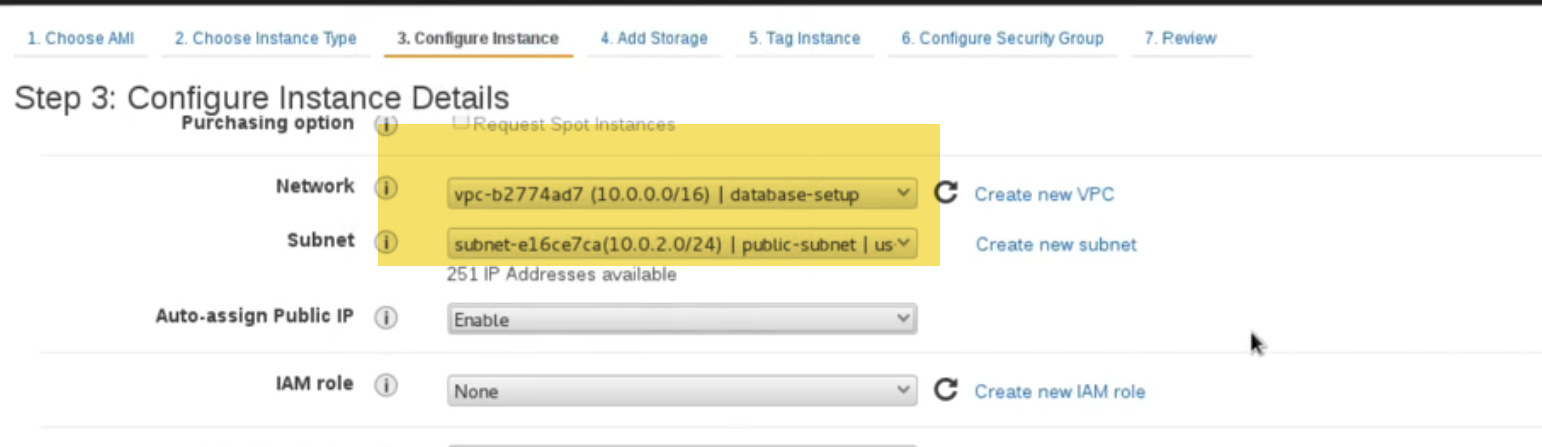 1. Choose AMI 2. Choose Instance Type 3. Configure Instance 4. Add Storage 5. Tag Instance 6. Configure Security Group 7. Review
Step 3: Configure Instance Details
Purchasing option Request Spot Instances
Network vpc-b2774ad7 (10.0.0.0/16) | database-setup Create new VPC
Subnet subnet-e16ce7ca(10.0.2.0/24) | public-subnet | us Create new subnet
251 IP Addresses available
Auto-assign Public IP Enable
IAM role None Create new IAM role